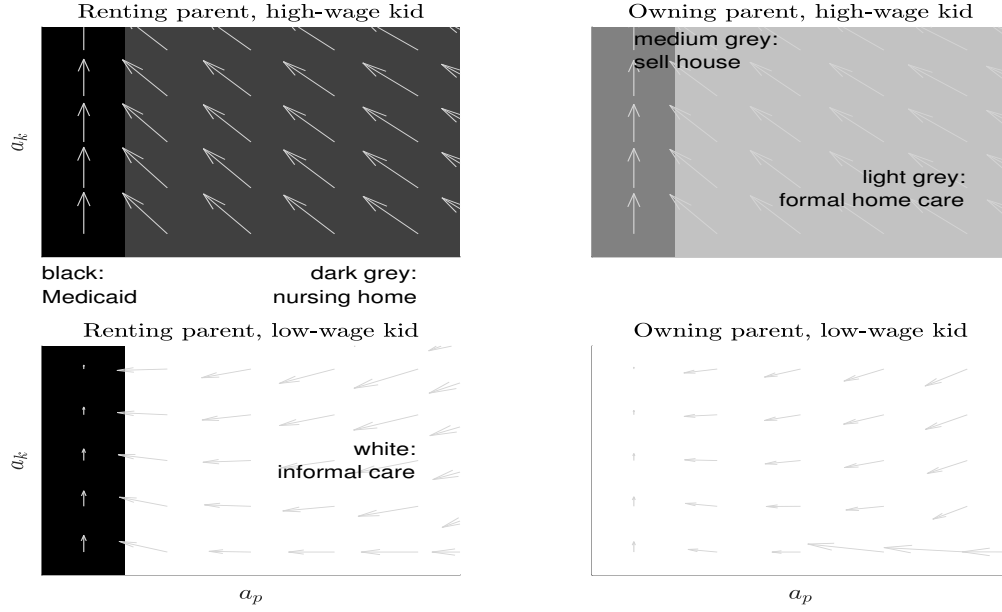 Renting parent, high-wage kid
Owning parent, high-wage kid
medium grey:
sell house
a_k
light grey:
formal home care
black:
Medicaid
dark grey:
nursing home
Renting parent, low-wage kid
Owning parent, low-wage kid
a_k
white:
informal care
a_p
a_p